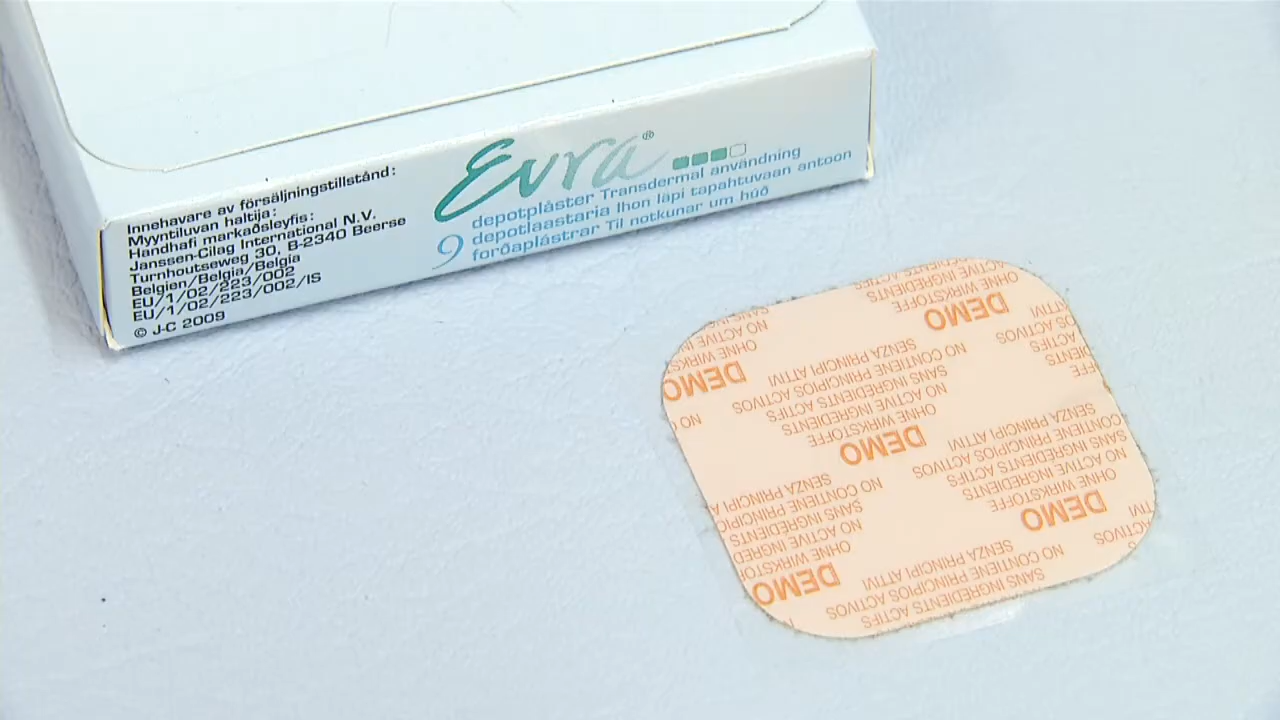 Innehavare av försäljningstillstånd:
Myyntiluvan haltija:
Handhafi markaðsleyfis:
Janssen-Cilag International N.V.
Turnhoutseweg 30, B-2340 Beerse
Belgien/Belgia/Belgía
EU/1/02/223/002
EU/1/02/223/002/IS
© J-C 2009
Evra®
9
depotplåster Transdermal användning
depotlaastaria Ihon läpi tapahtuvaan antoon
forðaplástrar Til notkunar um húð
DEMO
OHNE WIRKSTOFFE
NO ACTIVE INGREDIENTS
SANS INGREDIENTS ACTIFS
NO CONTIENE PRINCIPIOS ACTIVOS
SENZA PRINCIPI ATTIVI
DEMO
OHNE WIRKSTOFFE
NO ACTIVE INGREDIENTS
SANS INGREDIENTS ACTIFS
CONTIENE PRINCIPIOS ACTIVOS
SENZA PRINCIPI ATTIVI
DEMO
OHNE WIRKSTOFFE
NO ACTIVE INGREDIENTS
DEMO
DEMO